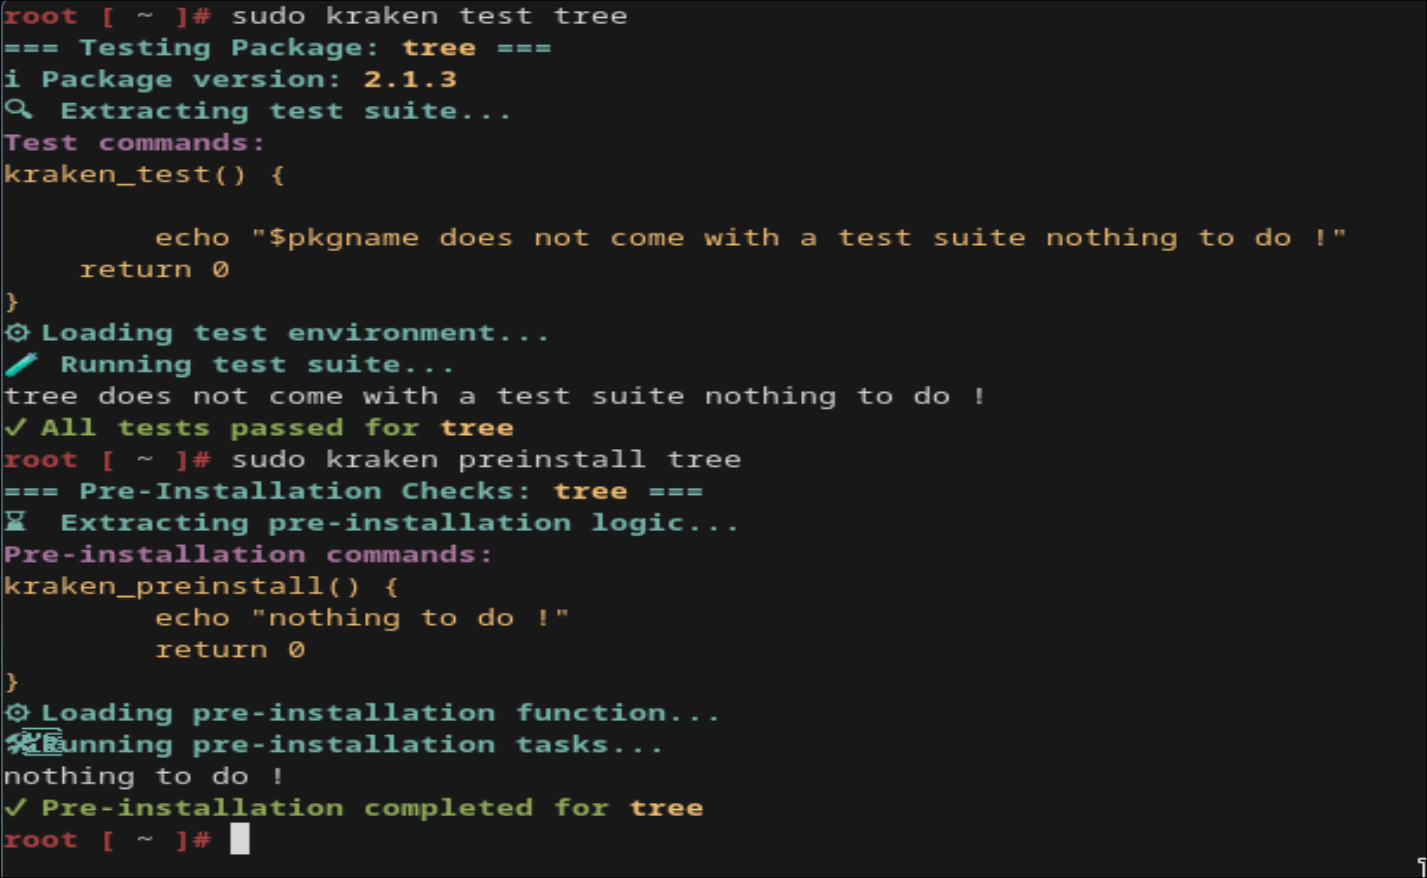 root [ ~ ]# sudo kraken test tree
=== Testing Package: tree ===
i Package version: 2.1.3
🔍 Extracting test suite...
Test commands:
kraken_test() {
        echo "$pkgname does not come with a test suite nothing to do !"
    return 0
}
⚙ Loading test environment...
🧪 Running test suite...
tree does not come with a test suite nothing to do !
✓ All tests passed for tree
root [ ~ ]# sudo kraken preinstall tree
=== Pre-Installation Checks: tree ===
⌛ Extracting pre-installation logic...
Pre-installation commands:
kraken_preinstall() {
        echo "nothing to do !"
        return 0
}
⚙ Loading pre-installation function...
🛠 Running pre-installation tasks...
nothing to do !
✓ Pre-installation completed for tree
root [ ~ ]#